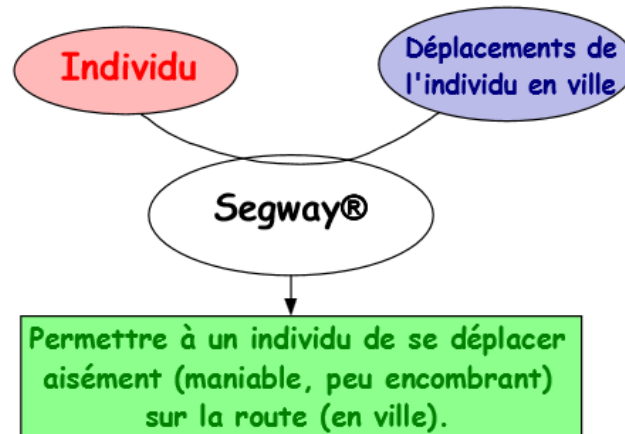 Individu
Déplacements de
l'individu en ville
Segway®
Permettre à un individu de se déplacer
aisément (maniable, peu encombrant)
sur la route (en ville).